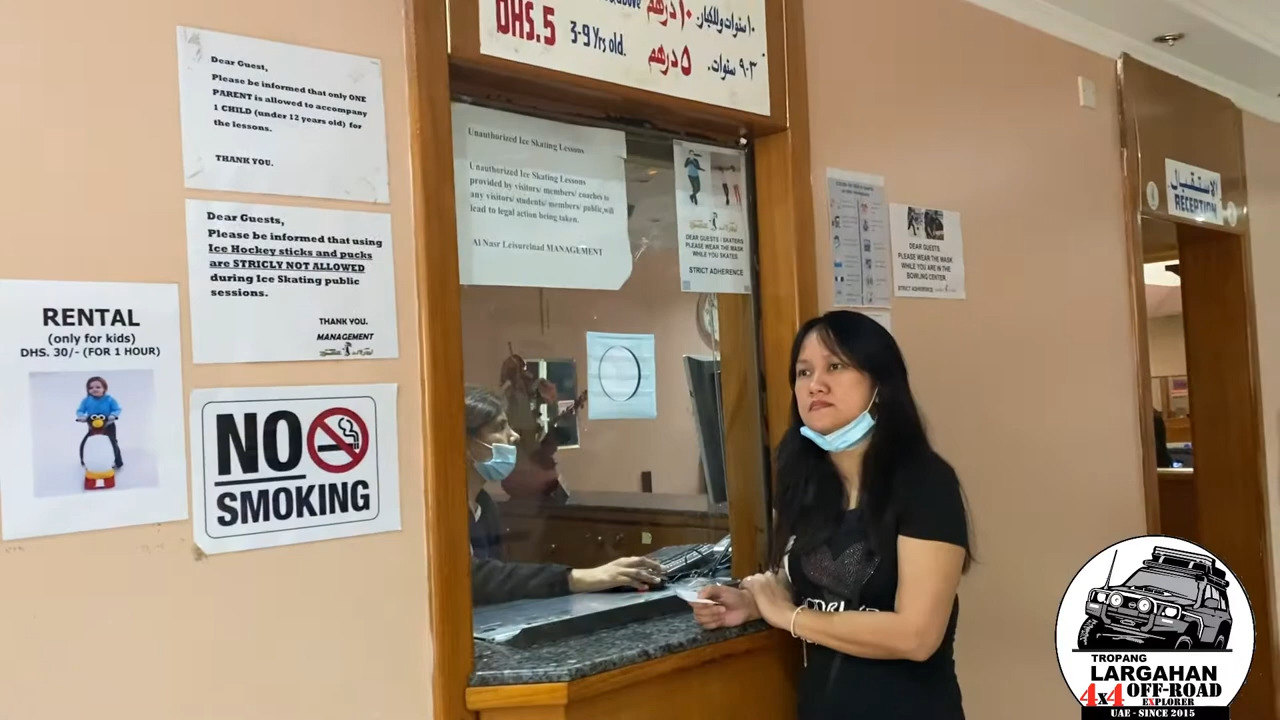 Dear Guest,
Please be informed that only ONE
PARENT is allowed to accompany
1 CHILD (under 12 years old) for
the lessons.
THANK YOU.
Dear Guests,
Please be informed that using
Ice Hockey sticks and pucks
are STRICLY NOT ALLOWED
during Ice Skating public
sessions.
THANK YOU.
MANAGEMENT
RENTAL
(only for kids)
DHS. 30/- (FOR 1 HOUR)
NO
SMOKING
above ١٠ درهم ١٠ سنوات وللكبار
DHS.5 3-9 Yrs old. ٥ درهم ٣-٩ سنوات.
Unauthorized Ice Skating Lessons
Unauthorized Ice Skating Lessons
provided by visitors/ members/ coaches to
any visitors/ students/ members/ public will
lead to legal action being taken.
Al Nasr Leisureland MANAGEMENT
DEAR GUESTS / SKATERS
PLEASE WEAR THE MASK
WHILE YOU SKATES
STRICT ADHERENCE
DEAR GUESTS,
PLEASE WEAR THE MASK
WHILE YOU ARE IN THE
BOWLING CENTER.
STRICT ADHERENCE
الإستقبال
RECEPTION
TROPANG
LARGAHAN
4x4 OFF-ROAD
EXPLORER
UAE - SINCE 2015